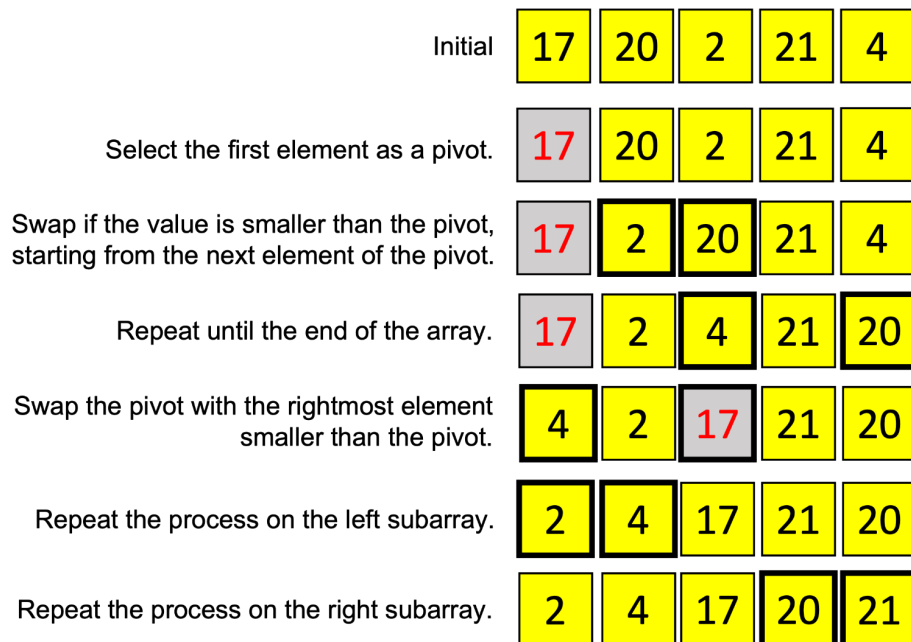 Initial 17 20 2 21 4
Select the first element as a pivot. 17 20 2 21 4
Swap if the value is smaller than the pivot,
starting from the next element of the pivot. 17 2 20 21 4
Repeat until the end of the array. 17 2 4 21 20
Swap the pivot with the rightmost element
smaller than the pivot. 4 2 17 21 20
Repeat the process on the left subarray. 2 4 17 21 20
Repeat the process on the right subarray. 2 4 17 20 21